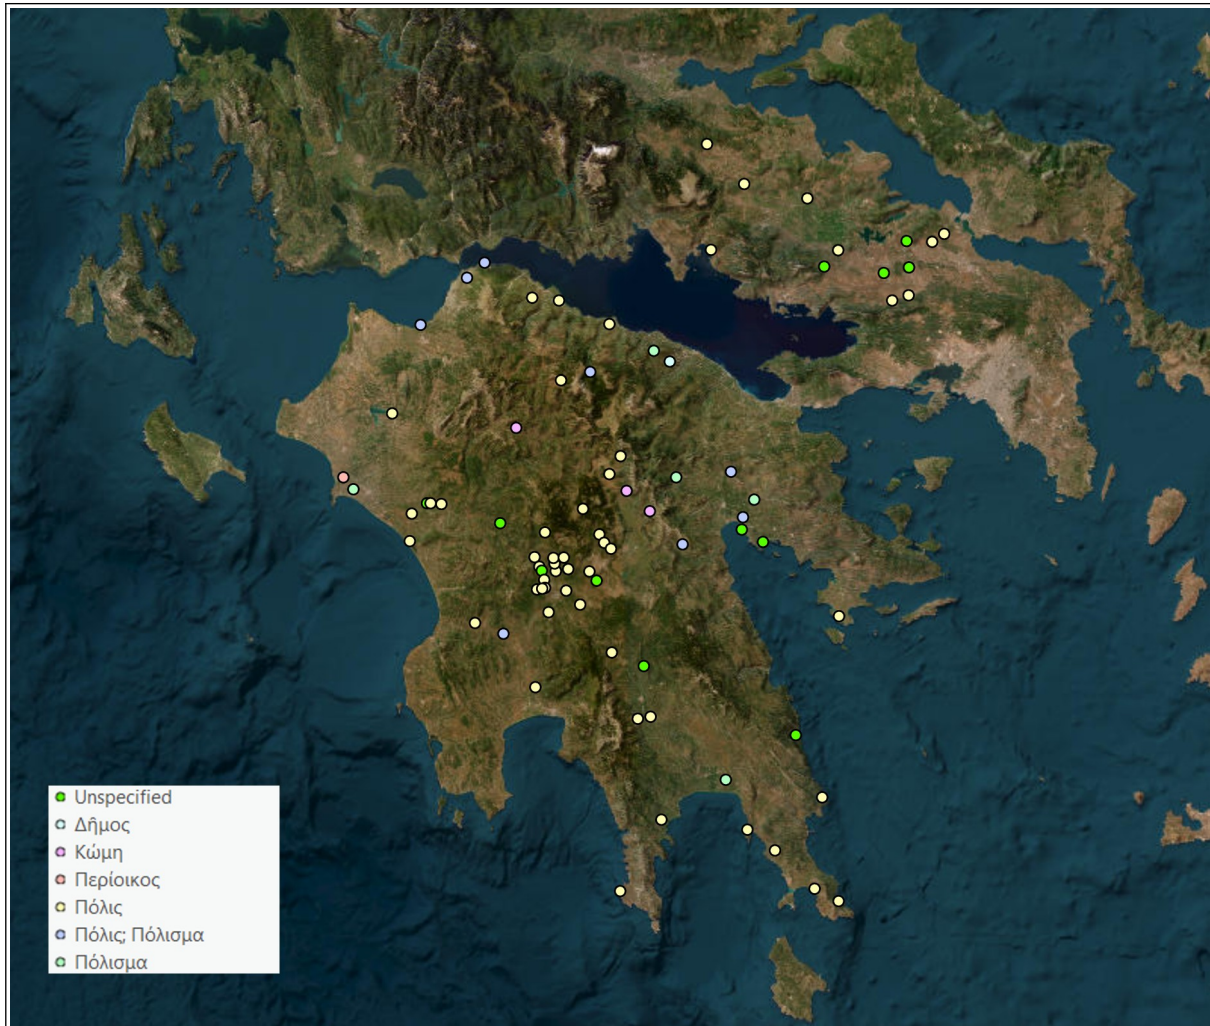 Unspecified
Δῆμος
Κώμη
Περίοικος
Πόλις
Πόλις; Πόλισμα
Πόλισμα